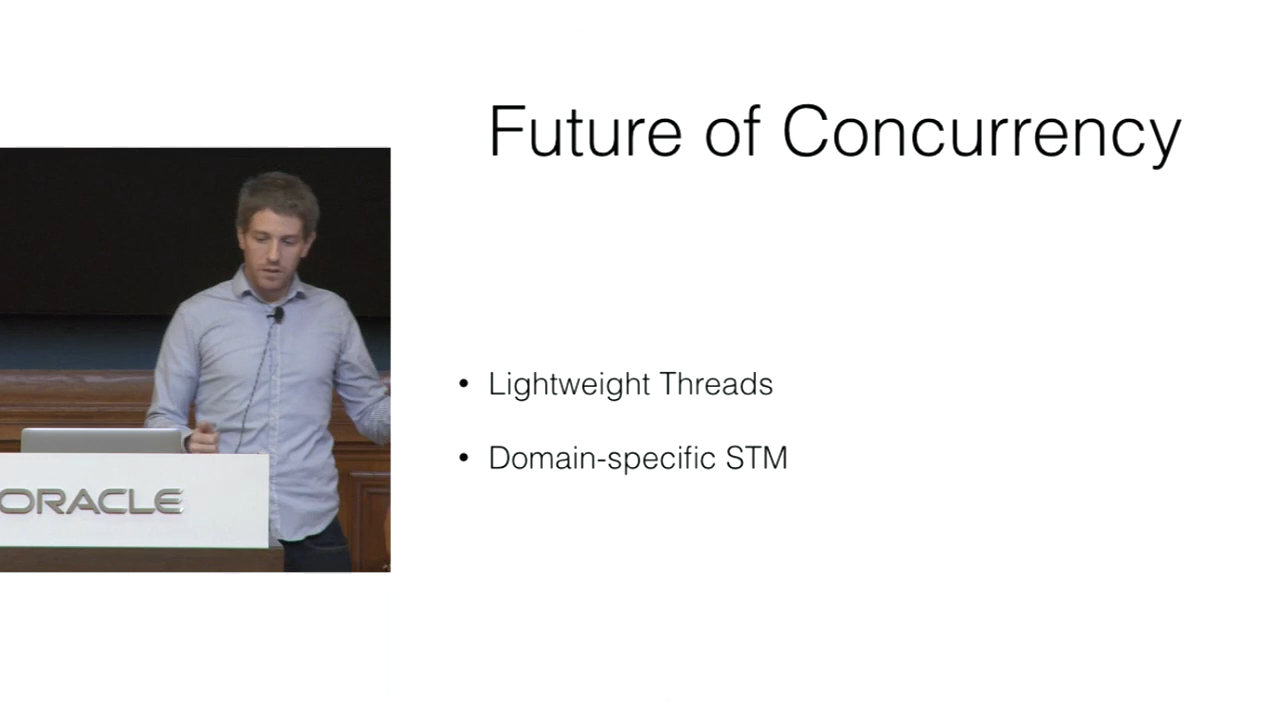 Future of Concurrency
• Lightweight Threads
• Domain-specific STM
ORACLE